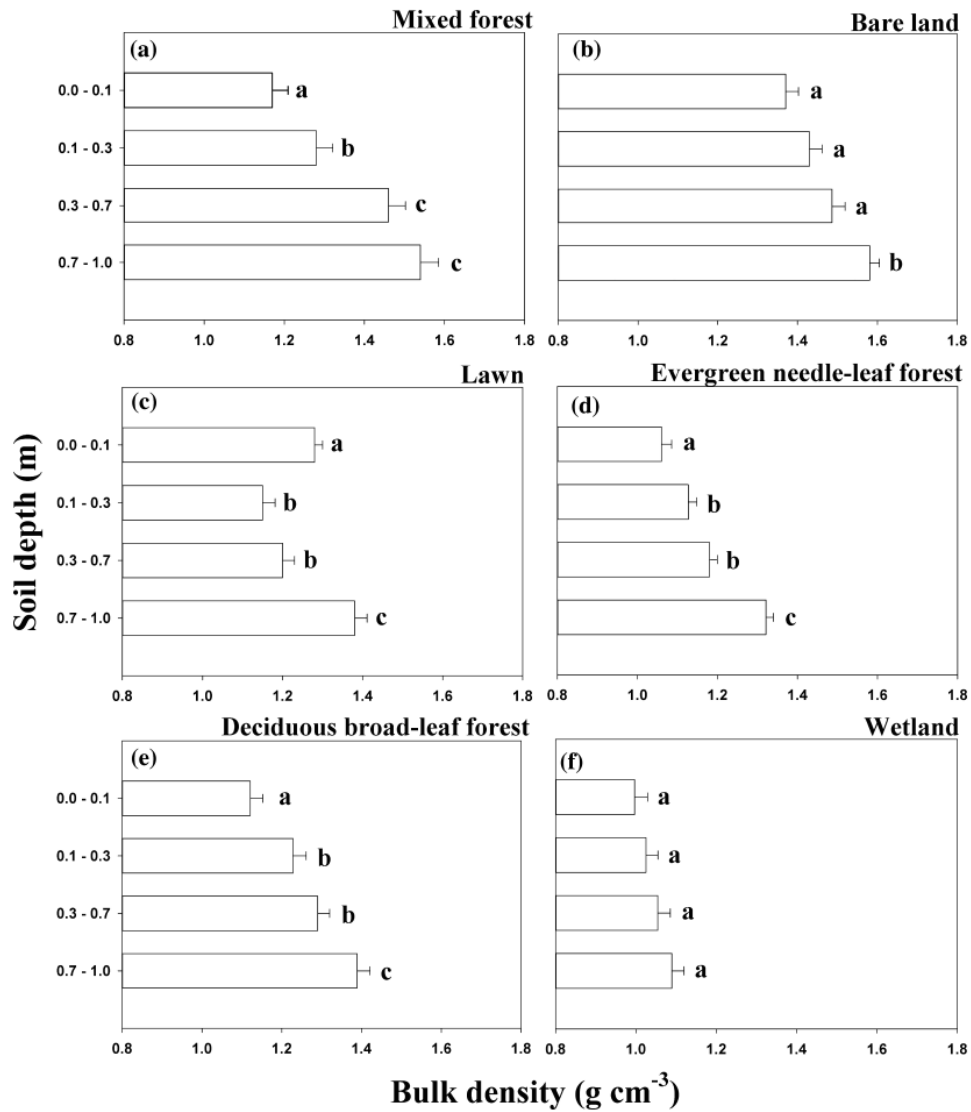 Mixed forest
Bare land
(a)
(b)
0.0 - 0.1
a
a
0.1 - 0.3
b
a
0.3 - 0.7
c
a
0.7 - 1.0
c
b
0.8 1.0 1.2 1.4 1.6 1.8
0.8 1.0 1.2 1.4 1.6 1.8
Lawn
Evergreen needle-leaf forest
(c)
(d)
0.0 - 0.1
a
a
0.1 - 0.3
b
b
0.3 - 0.7
b
b
0.7 - 1.0
c
c
0.8 1.0 1.2 1.4 1.6 1.8
0.8 1.0 1.2 1.4 1.6 1.8
Soil depth (m)
Deciduous broad-leaf forest
Wetland
(e)
(f)
0.0 - 0.1
a
a
0.1 - 0.3
b
a
0.3 - 0.7
b
a
0.7 - 1.0
c
a
0.8 1.0 1.2 1.4 1.6 1.8
0.8 1.0 1.2 1.4 1.6 1.8
Bulk density (g cm⁻³)